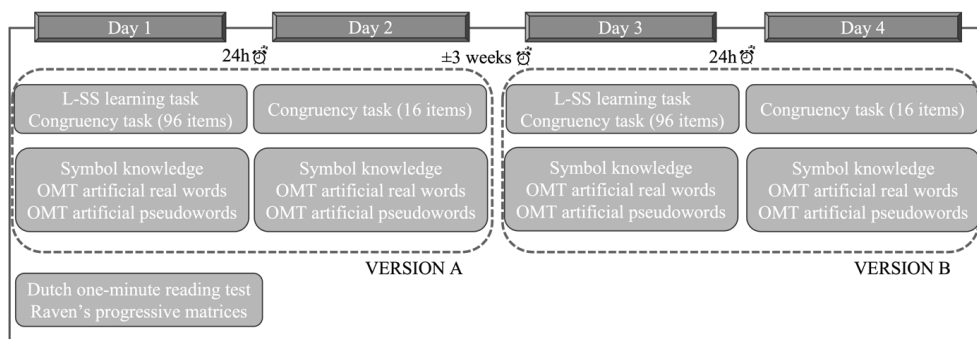 Day 1
Day 2
Day 3
Day 4
24h
±3 weeks
24h
L-SS learning task
Congruency task (96 items)
Congruency task (16 items)
L-SS learning task
Congruency task (96 items)
Congruency task (16 items)
Symbol knowledge
OMT artificial real words
OMT artificial pseudowords
Symbol knowledge
OMT artificial real words
OMT artificial pseudowords
Symbol knowledge
OMT artificial real words
OMT artificial pseudowords
Symbol knowledge
OMT artificial real words
OMT artificial pseudowords
VERSION A
VERSION B
Dutch one-minute reading test
Raven's progressive matrices